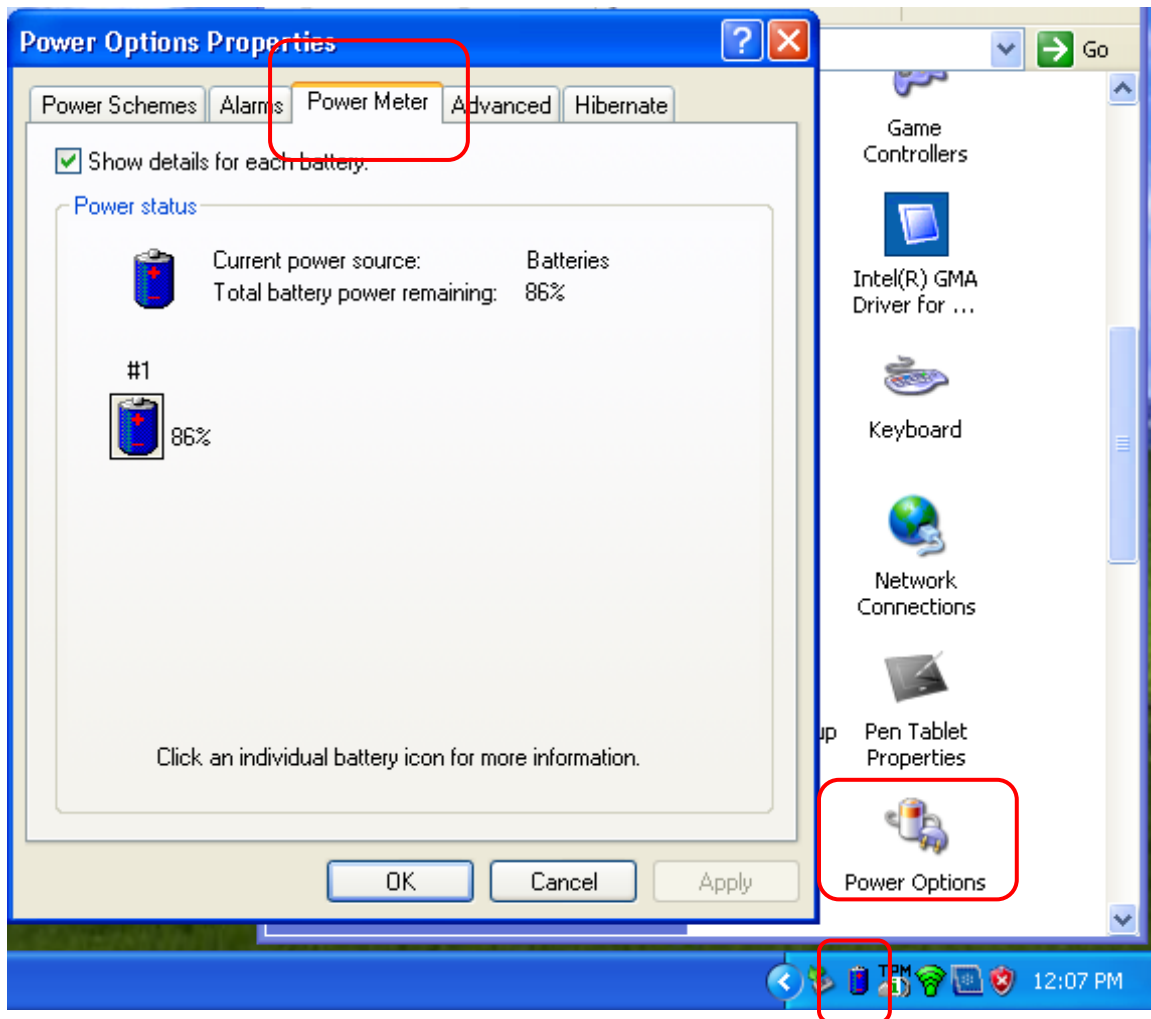 Power Options Properties
Power Schemes Alarms Power Meter Advanced Hibernate
Show details for each battery.
Power status
Current power source: Batteries
Total battery power remaining: 86%
#1
86%
Click an individual battery icon for more information.
OK Cancel Apply
Go
Game
Controllers
Intel(R) GMA
Driver for ...
Keyboard
Network
Connections
up
Pen Tablet
Properties
Power Options
TPM
12:07 PM